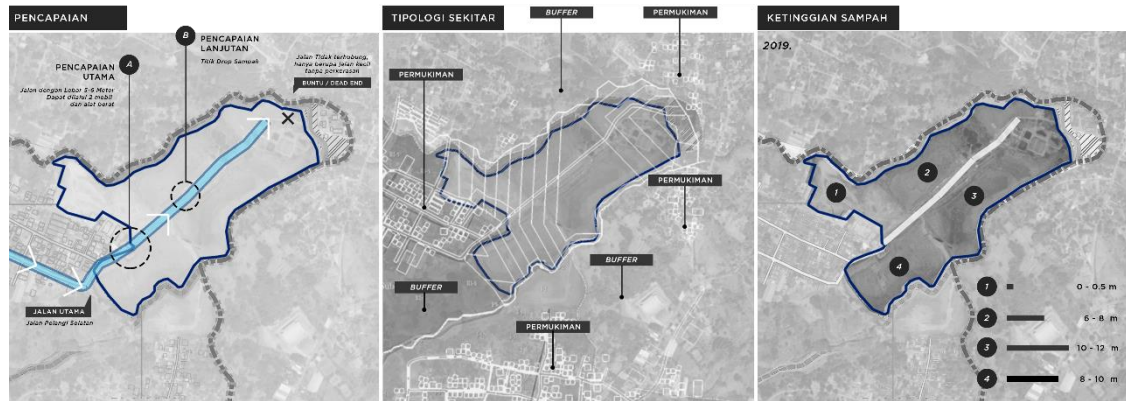 PENCAPAIAN
B
PENCAPAIAN
LANJUTAN
Titik Drop Sampah
A
PENCAPAIAN
UTAMA
Jalan dengan Lebar 5-6 Meter
Dapat dilalui 2 mobil
dan alat berat
Jalan Tidak terhubung,
hanya berupa jalan kecil
tanpa perkerasan
BUNTU / DEAD END
JALAN UTAMA
Jalan Pelangi Selatan
TIPOLOGI SEKITAR
BUFFER
PERMUKIMAN
PERMUKIMAN
PERMUKIMAN
BUFFER
BUFFER
PERMUKIMAN
KETINGGIAN SAMPAH
2019.
1
2
3
4
1 0 - 0.5 m
2 6 - 8 m
3 10 - 12 m
4 8 - 10 m